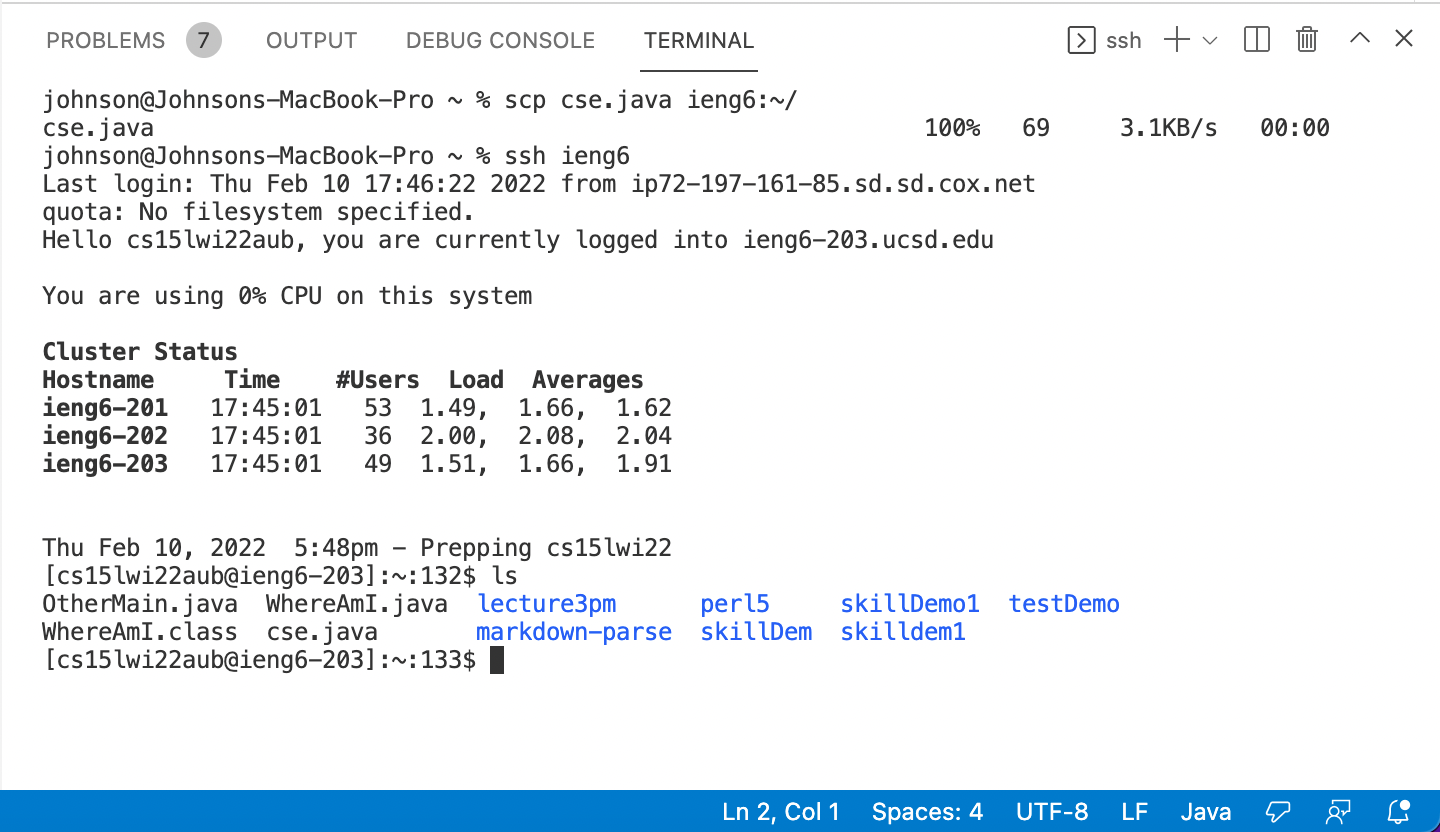 PROBLEMS 7 OUTPUT DEBUG CONSOLE TERMINAL ssh
johnson@Johnsons-MacBook-Pro ~ % scp cse.java ieng6:~/
cse.java 100% 69 3.1KB/s 00:00
johnson@Johnsons-MacBook-Pro ~ % ssh ieng6
Last login: Thu Feb 10 17:46:22 2022 from ip72-197-161-85.sd.sd.cox.net
quota: No filesystem specified.
Hello cs15lwi22aub, you are currently logged into ieng6-203.ucsd.edu
You are using 0% CPU on this system
Cluster Status
Hostname Time #Users Load Averages
ieng6-201 17:45:01 53 1.49, 1.66, 1.62
ieng6-202 17:45:01 36 2.00, 2.08, 2.04
ieng6-203 17:45:01 49 1.51, 1.66, 1.91
Thu Feb 10, 2022 5:48pm - Prepping cs15lwi22
[cs15lwi22aub@ieng6-203]:~:132$ ls
OtherMain.java WhereAmI.java lecture3pm perl5 skillDemo1 testDemo
WhereAmI.class cse.java markdown-parse skillDem skilldem1
[cs15lwi22aub@ieng6-203]:~:133$
Ln 2, Col 1 Spaces: 4 UTF-8 LF Java